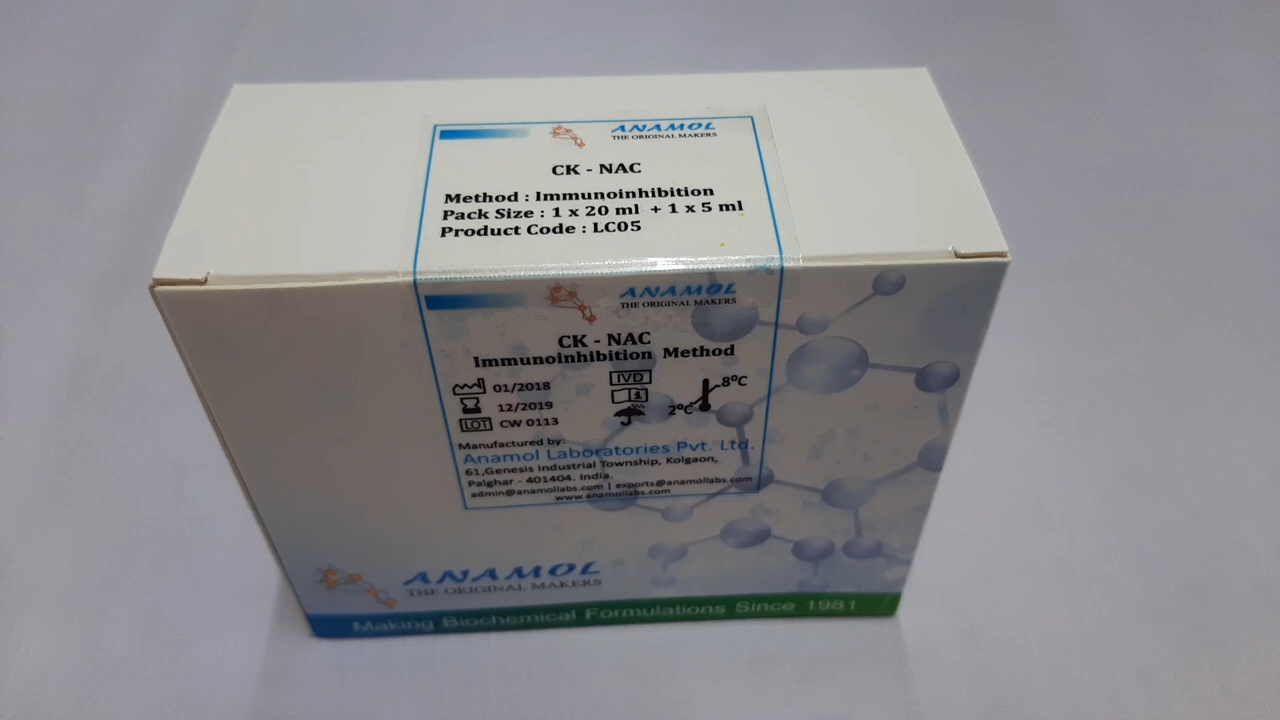 ANAMOL
THE ORIGINAL MAKERS
CK - NAC
Method : Immunoinhibition
Pack Size : 1 x 20 ml + 1 x 5 ml
Product Code : LC05
ANAMOL
THE ORIGINAL MAKERS
CK - NAC
Immunoinhibition Method
01/2018
IVD
8°C
12/2019
2°C
LOT CW 0113
Manufactured by:
Anamol Laboratories Pvt. Ltd.
61,Genesis Industrial Township, Kolgaon,
Palghar - 401404. India.
admin@anamollabs.com | exports@anamollabs.com
www.anamollabs.com
ANAMOL
THE ORIGINAL MAKERS
Making Biochemical Formulations Since 1981